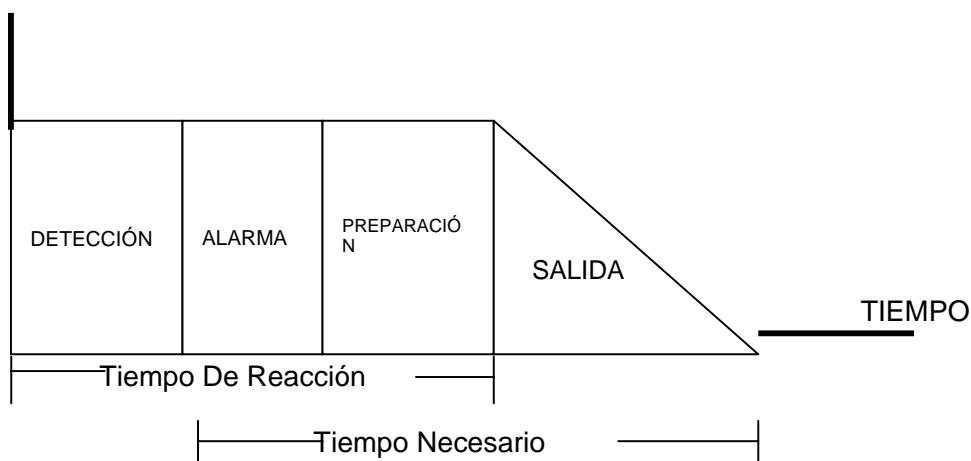 DETECCIÓN
ALARMA
PREPARACIÓ
N
SALIDA
TIEMPO
Tiempo De Reacción
Tiempo Necesario